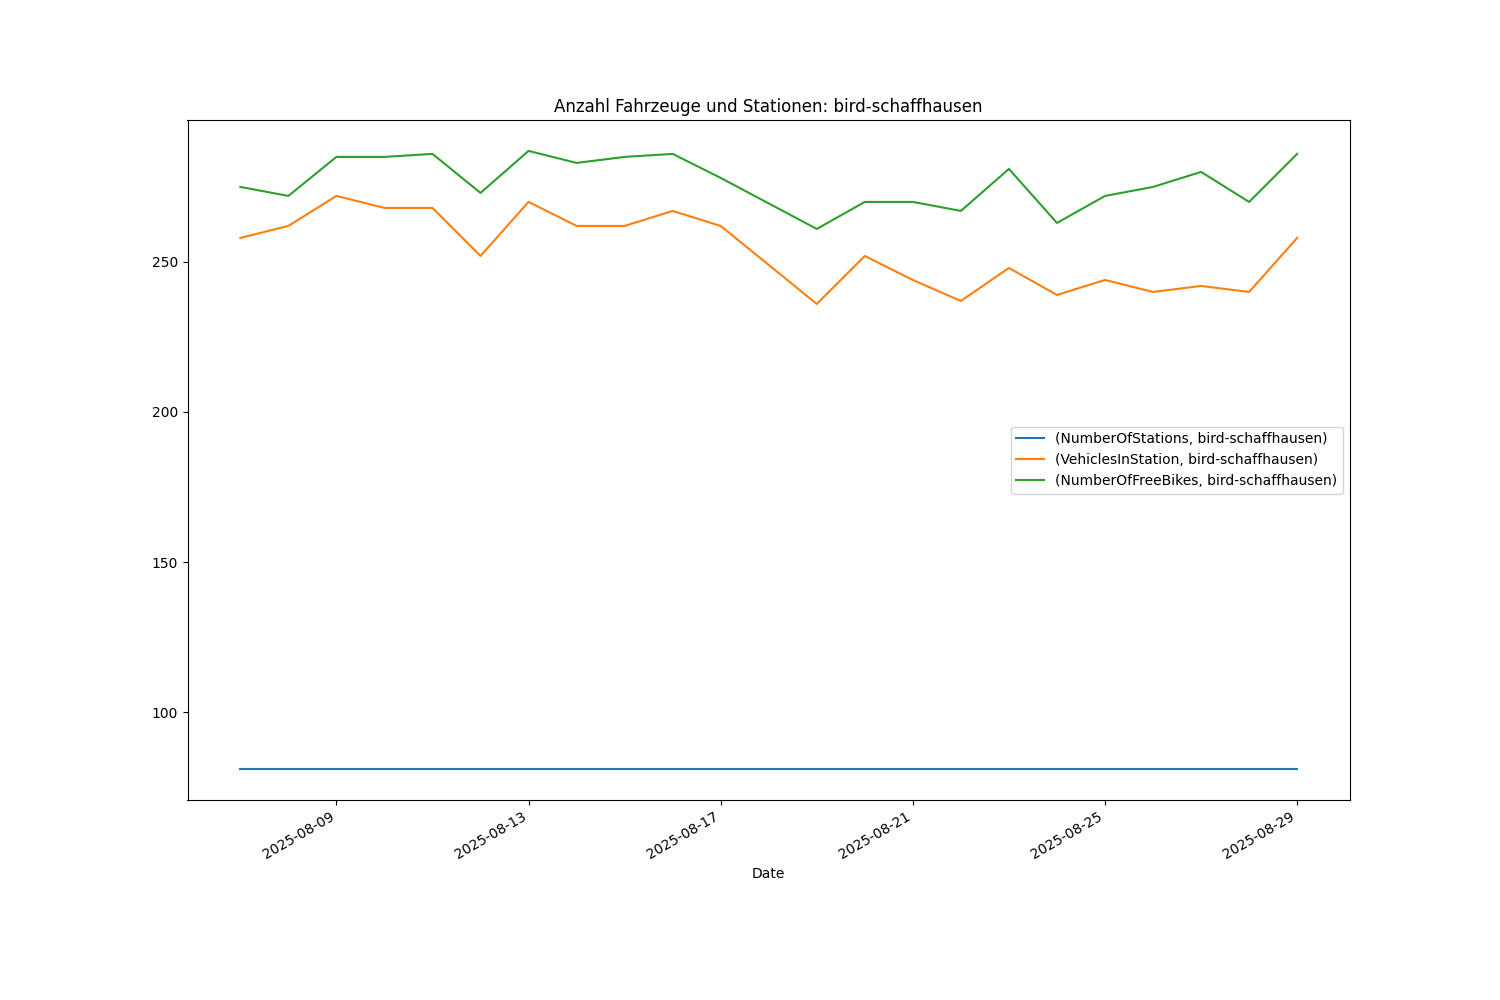 Anzahl Fahrzeuge und Stationen: bird-schaffhausen
250
200
150
100
(NumberOfStations, bird-schaffhausen)
(VehiclesInStation, bird-schaffhausen)
(NumberOfFreeBikes, bird-schaffhausen)
2025-08-09
2025-08-13
2025-08-17
2025-08-21
2025-08-25
2025-08-29
Date